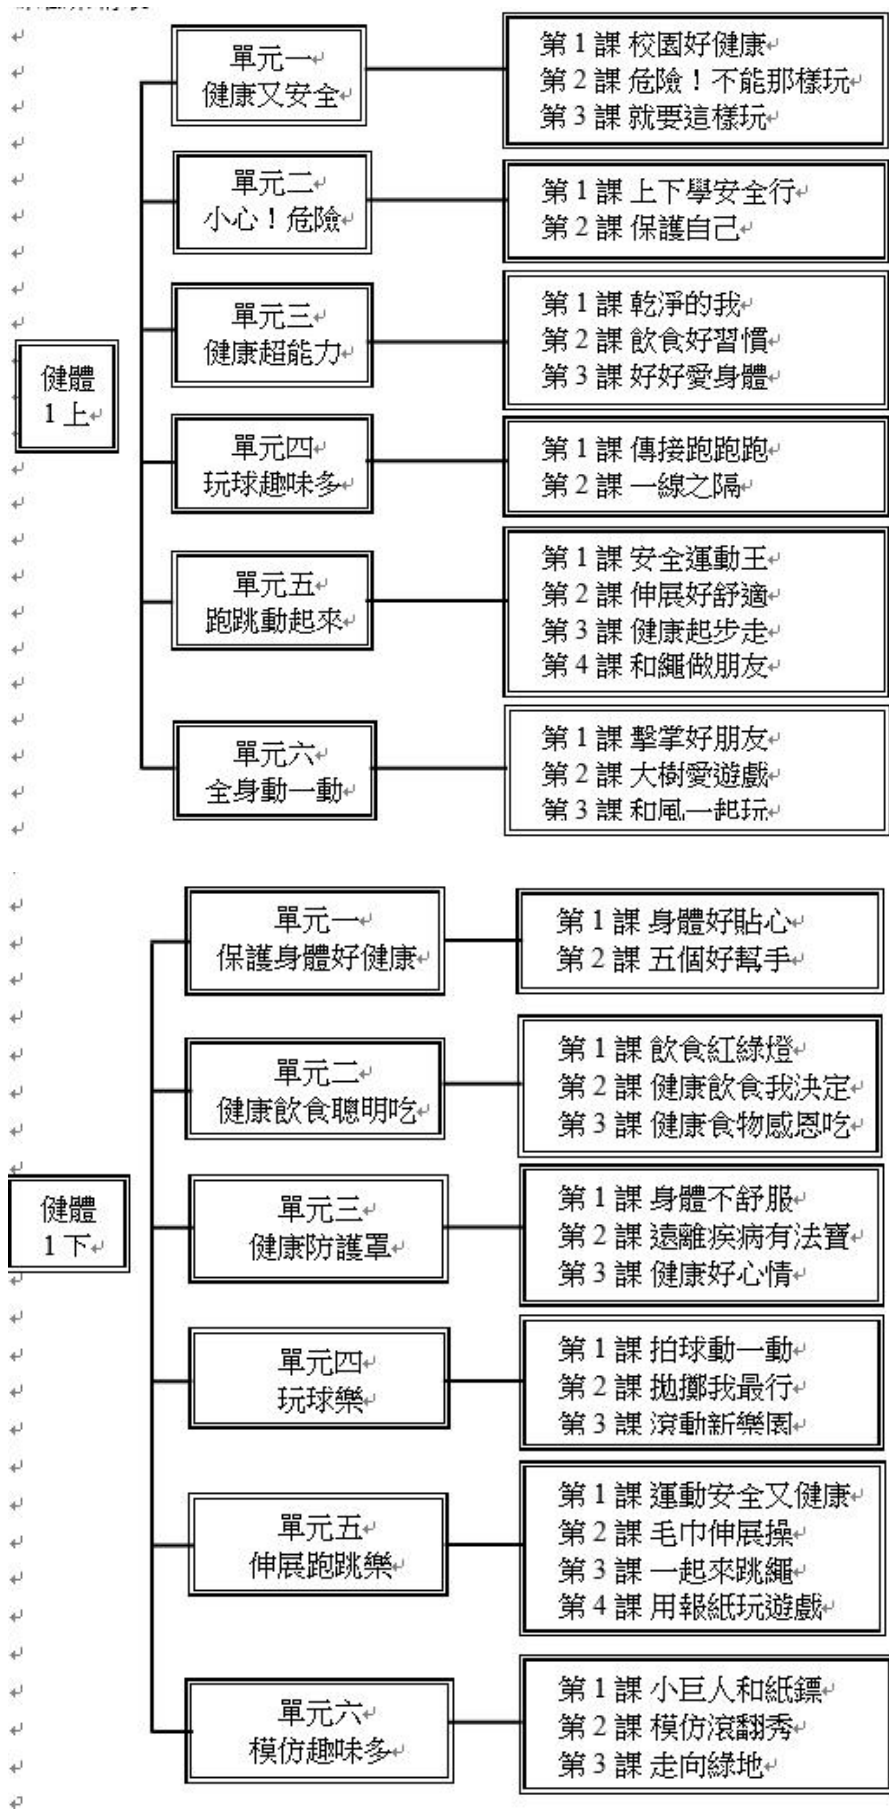 健體
1 上
單元一
健康又安全
第 1 課 校園好健康
第 2 課 危險！不能那樣玩
第 3 課 就要這樣玩
單元二
小心！危險
第 1 課 上下學安全行
第 2 課 保護自己
單元三
健康超能力
第 1 課 乾淨的我
第 2 課 飲食好習慣
第 3 課 好好愛身體
單元四
玩球趣味多
第 1 課 傳接跑跑跑
第 2 課 一線之隔
單元五
跑跳動起來
第 1 課 安全運動王
第 2 課 伸展好舒適
第 3 課 健康起步走
第 4 課 和繩做朋友
單元六
全身動一動
第 1 課 擊掌好朋友
第 2 課 大樹愛遊戲
第 3 課 和風一起玩
健體
1 下
單元一
保護身體好健康
第 1 課 身體好貼心
第 2 課 五個好幫手
單元二
健康飲食聰明吃
第 1 課 飲食紅綠燈
第 2 課 健康飲食我決定
第 3 課 健康食物感恩吃
單元三
健康防護罩
第 1 課 身體不舒服
第 2 課 遠離疾病有法寶
第 3 課 健康好心情
單元四
玩球樂
第 1 課 拍球動一動
第 2 課 拋擲我最行
第 3 課 滾動新樂園
單元五
伸展跑跳樂
第 1 課 運動安全又健康
第 2 課 毛巾伸展操
第 3 課 一起來跳繩
第 4 課 用報紙玩遊戲
單元六
模仿趣味多
第 1 課 小巨人和紙鏢
第 2 課 模仿滾翻秀
第 3 課 走向綠地